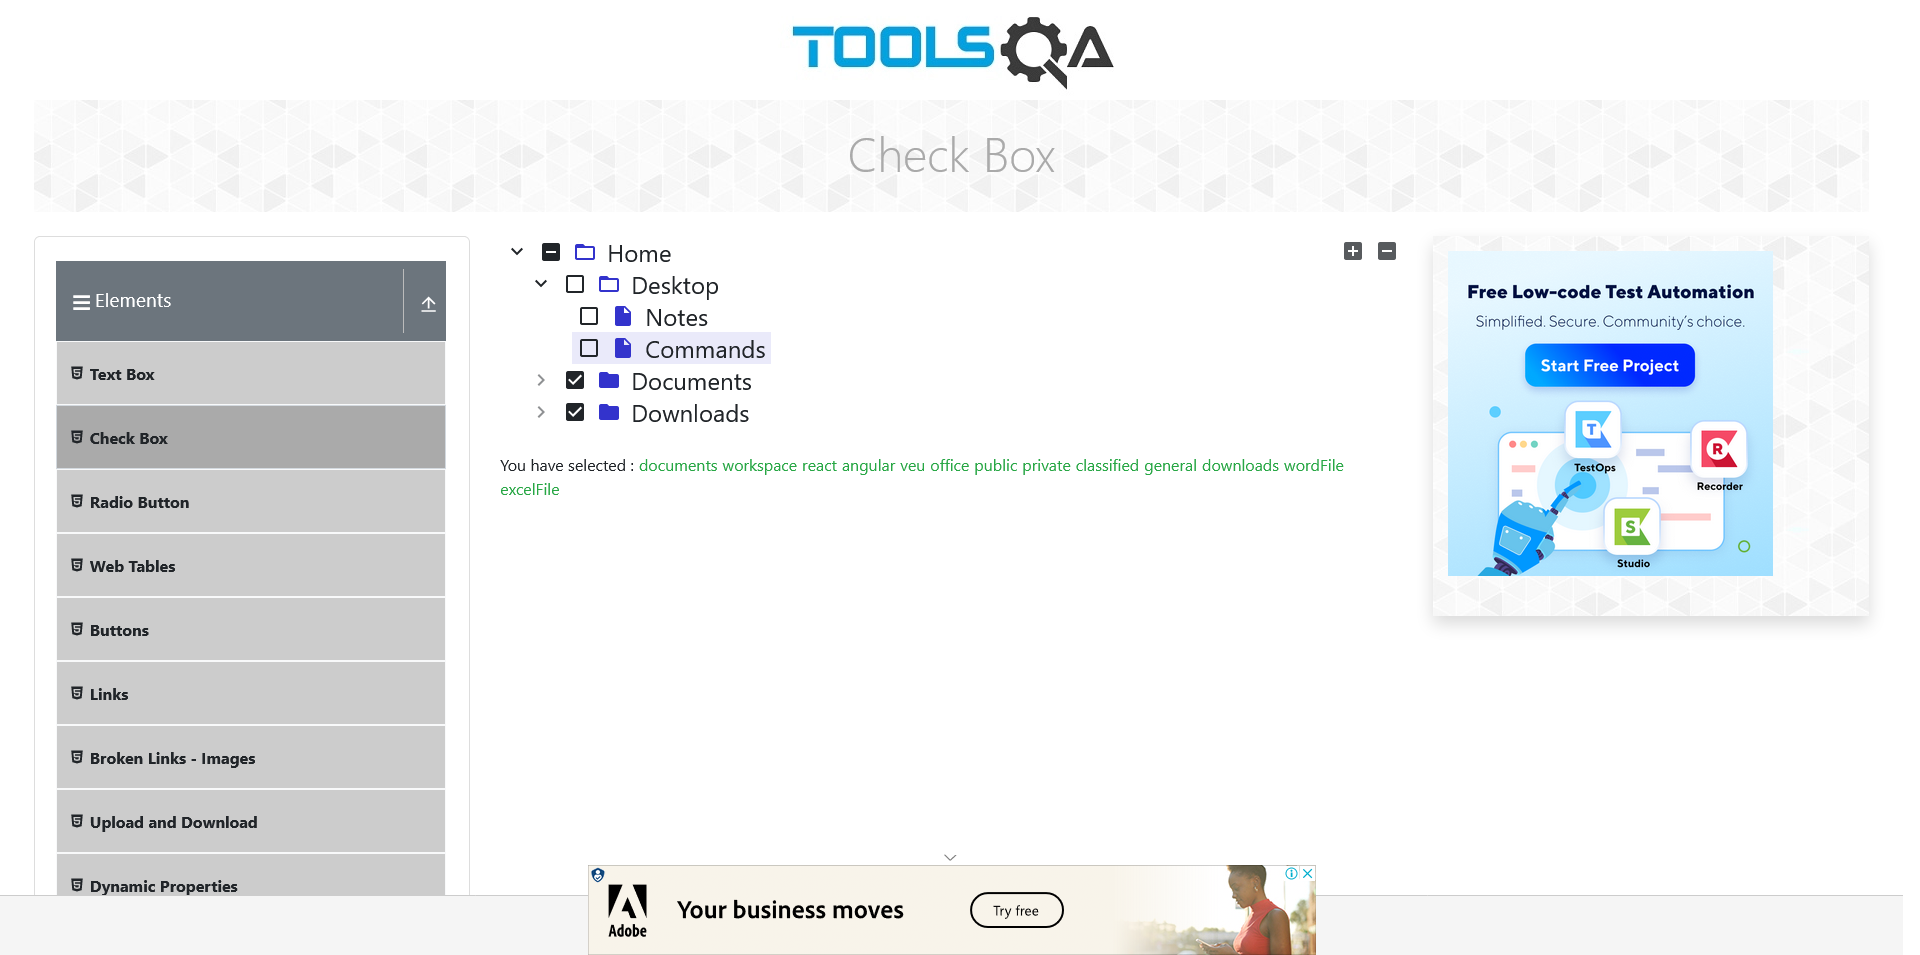 TOOLSQA
Check Box
Elements
Text Box
Check Box
Radio Button
Web Tables
Buttons
Links
Broken Links - Images
Upload and Download
Dynamic Properties
Home
Desktop
Notes
Commands
Documents
Downloads
You have selected : documents workspace react angular veu office public private classified general downloads wordFile
excelFile
Free Low-code Test Automation
Simplified. Secure. Community's choice.
Start Free Project
T
TestOps
R
Recorder
S
Studio
Adobe
Your business moves
Try free